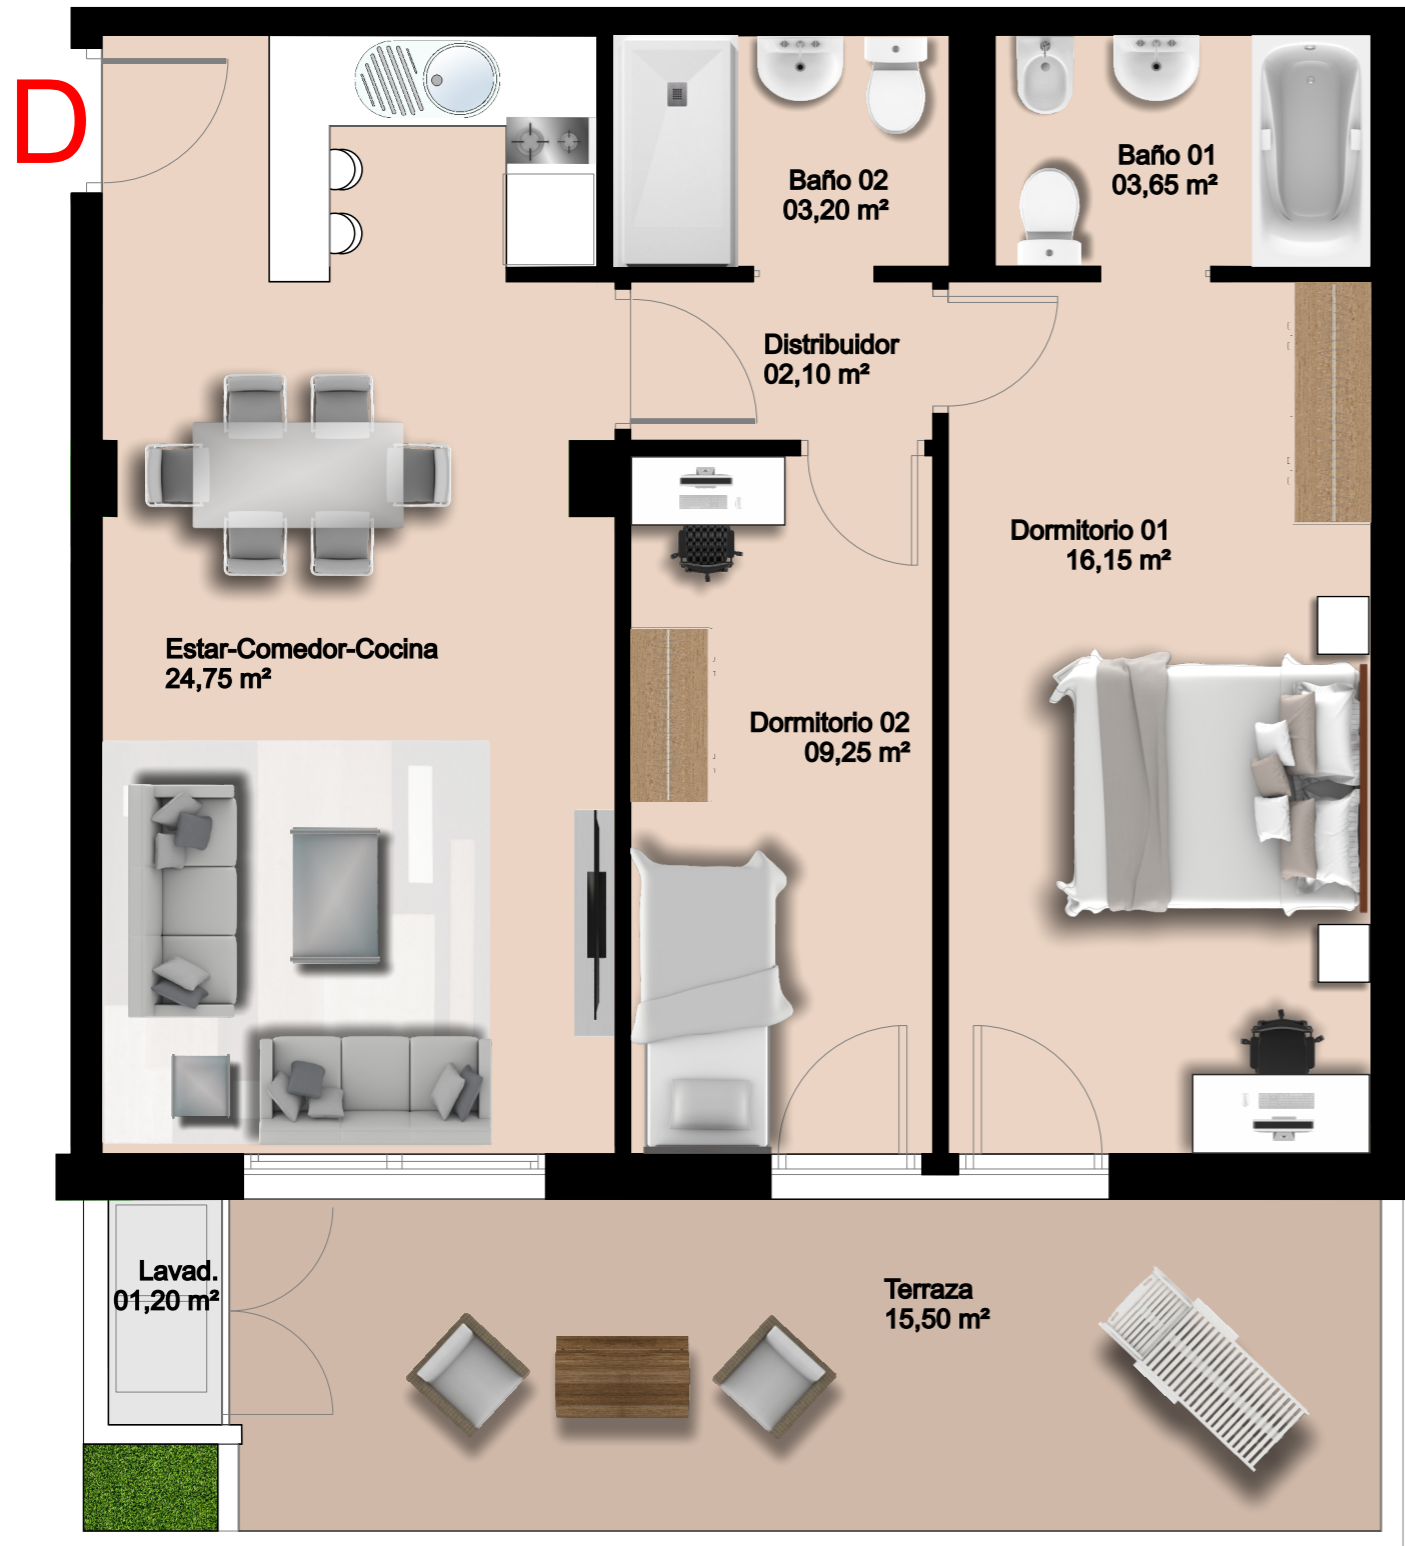 D
Baño 02
03,20 m²
Baño 01
03,65 m²
Distribuidor
02,10 m²
Dormitorio 01
16,15 m²
Estar-Comedor-Cocina
24,75 m²
Dormitorio 02
09,25 m²
Lavad.
01,20 m²
Terraza
15,50 m²